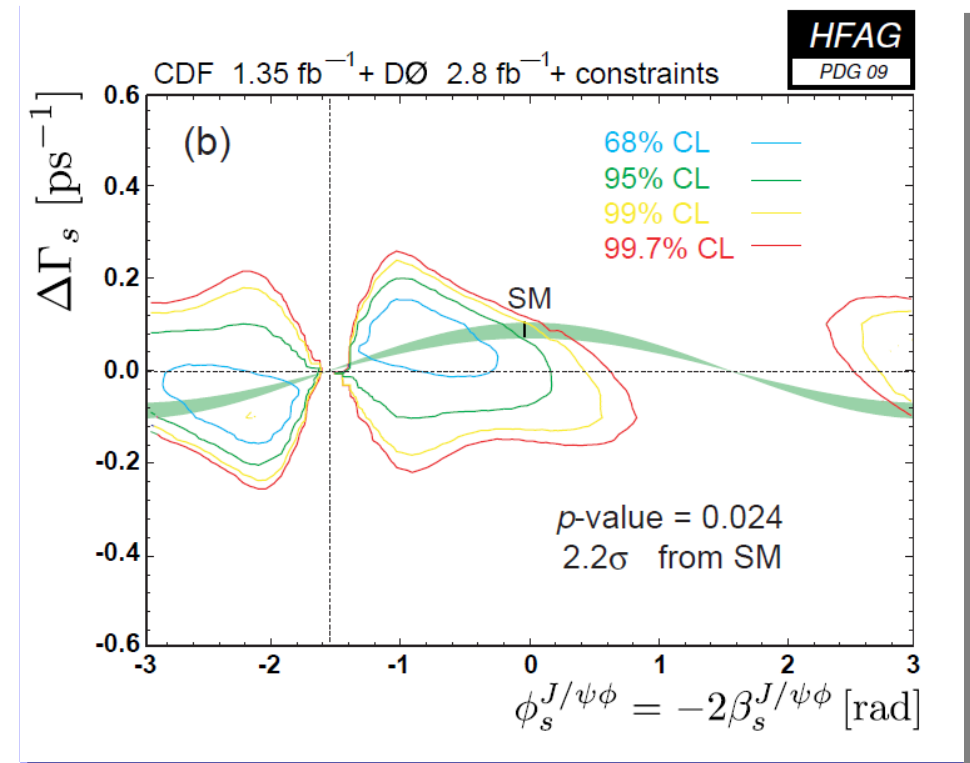 HFAG
PDG 09
CDF 1.35 fb⁻¹ + DØ 2.8 fb⁻¹ + constraints
(b)
68% CL
95% CL
99% CL
99.7% CL
SM
p-value = 0.024
2.2σ from SM
ΔΓₛ [ps⁻¹]
0.6
0.4
0.2
0.0
-0.2
-0.4
-0.6
-3 -2 -1 0 1 2 3
ϕₛ^{J/ψϕ} = −2βₛ^{J/ψϕ} [rad]